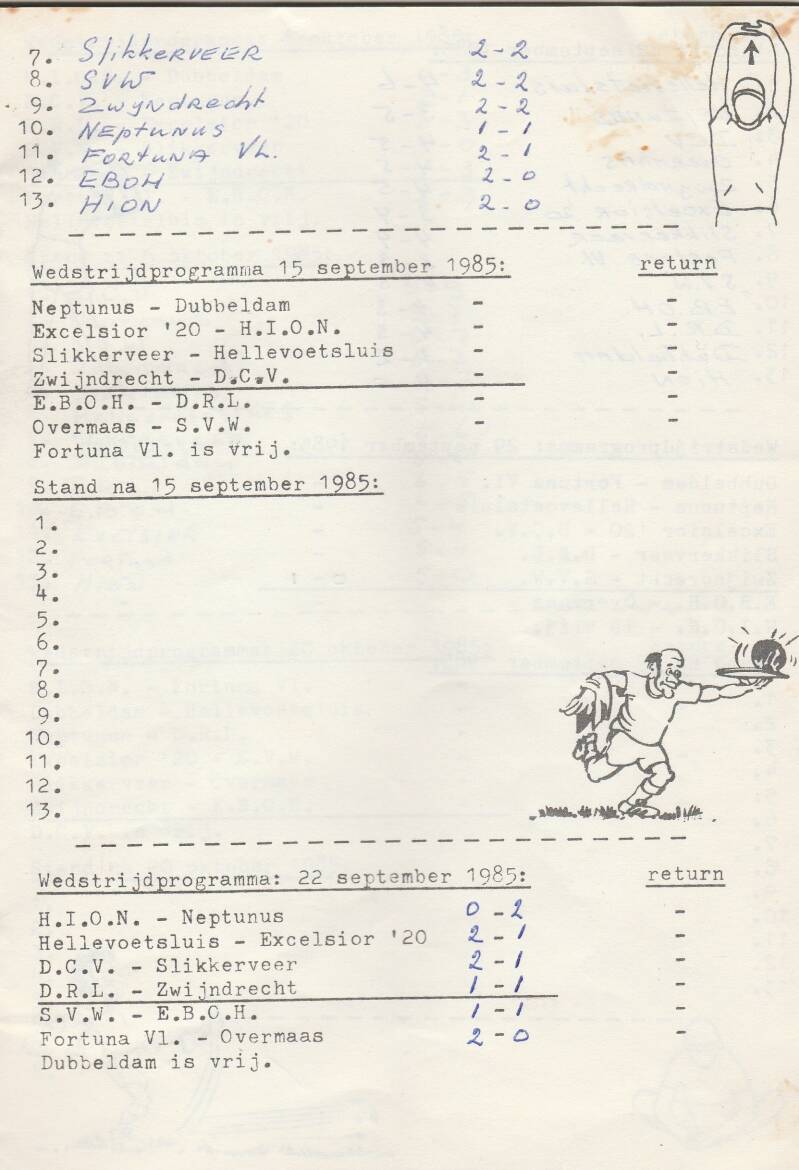 7. Slikkerveer 2-2
8. SVW 2-2
9. Zwyndrecht 2-2
10. Neptunus 1-1
11. Fortuna VL. 2-1
12. EBOH 2-0
13. HION 2-0
Wedstrijdprogramma 15 september 1985: return
Neptunus - Dubbeldam - -
Excelsior '20 - H.I.O.N. - -
Slikkerveer - Hellevoetsluis - -
Zwijndrecht - D.C.V. - -
E.B.O.H. - D.R.L. - -
Overmaas - S.V.W. - -
Fortuna Vl. is vrij.
Stand na 15 september 1985:
1.
2.
3.
4.
5.
6.
7.
8.
9.
10.
11.
12.
13.
Wedstrijdprogramma: 22 september 1985: return
H.I.O.N. - Neptunus 0-2 -
Hellevoetsluis - Excelsior '20 2-1 -
D.C.V. - Slikkerveer 2-1 -
D.R.L. - Zwijndrecht 1-1 -
S.V.W. - E.B.O.H. 1-1 -
Fortuna Vl. - Overmaas 2-0 -
Dubbeldam is vrij.